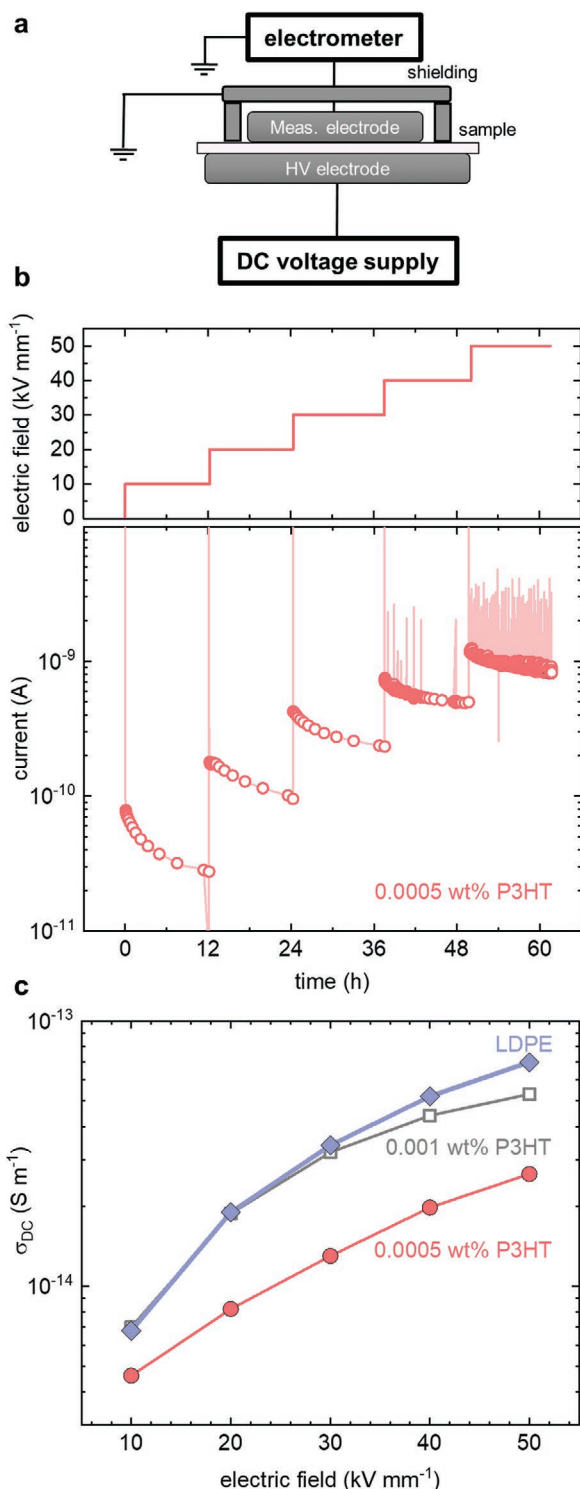 a
electrometer
shielding
Meas. electrode
sample
HV electrode
DC voltage supply
b
electric field (kV mm⁻¹)
50
40
30
20
10
0
current (A)
10⁻⁹
10⁻¹⁰
10⁻¹¹
0.0005 wt% P3HT
0 12 24 36 48 60
time (h)
c
σDC (S m⁻¹)
10⁻¹³
10⁻¹⁴
LDPE
0.001 wt% P3HT
0.0005 wt% P3HT
10 20 30 40 50
electric field (kV mm⁻¹)